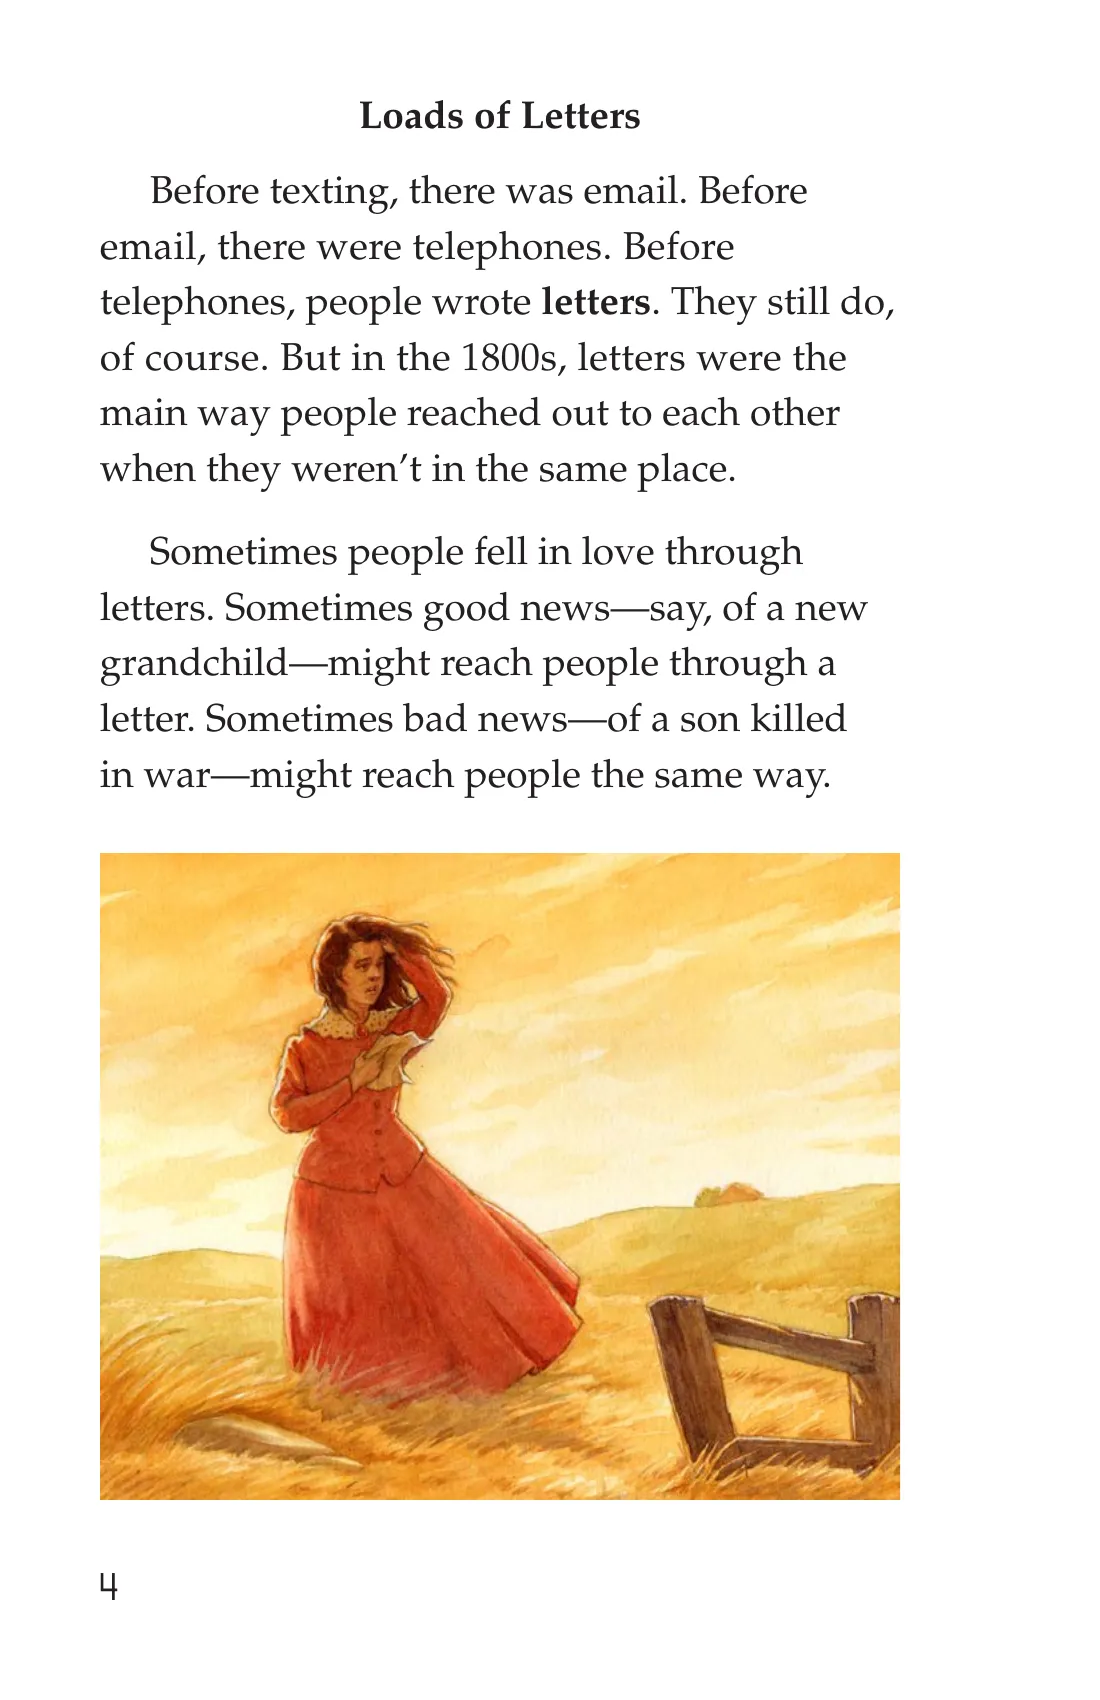 Loads of Letters
Before texting, there was email. Before
email, there were telephones. Before
telephones, people wrote letters. They still do,
of course. But in the 1800s, letters were the
main way people reached out to each other
when they weren’t in the same place.
Sometimes people fell in love through
letters. Sometimes good news—say, of a new
grandchild—might reach people through a
letter. Sometimes bad news—of a son killed
in war—might reach people the same way.
4